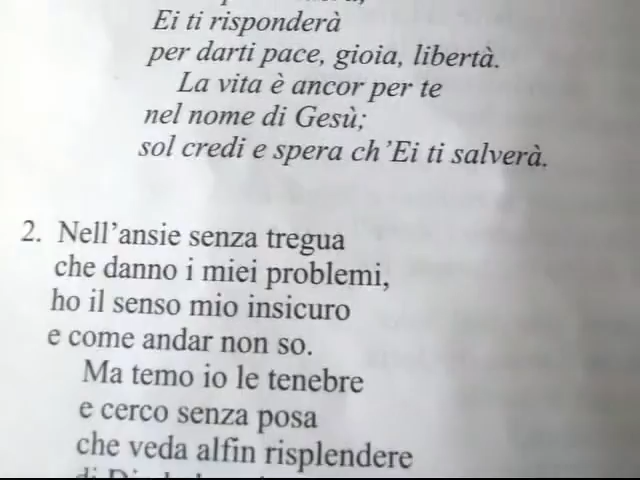 Ei ti risponderà
per darti pace, gioia, libertà.
La vita è ancor per te
nel nome di Gesù;
sol credi e spera ch'Ei ti salverà.
2. Nell'ansie senza tregua
che danno i miei problemi,
ho il senso mio insicuro
e come andar non so.
Ma temo io le tenebre
e cerco senza posa
che veda alfin risplendere